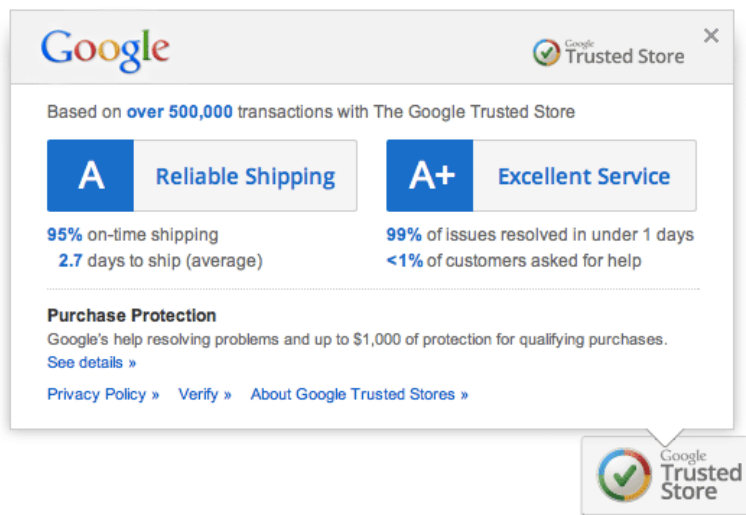 Google
Google
Trusted Store
×
Based on over 500,000 transactions with The Google Trusted Store
A Reliable Shipping
A+ Excellent Service
95% on-time shipping
2.7 days to ship (average)
99% of issues resolved in under 1 days
<1% of customers asked for help
Purchase Protection
Google's help resolving problems and up to $1,000 of protection for qualifying purchases.
See details »
Privacy Policy » Verify » About Google Trusted Stores »
Google
Trusted
Store